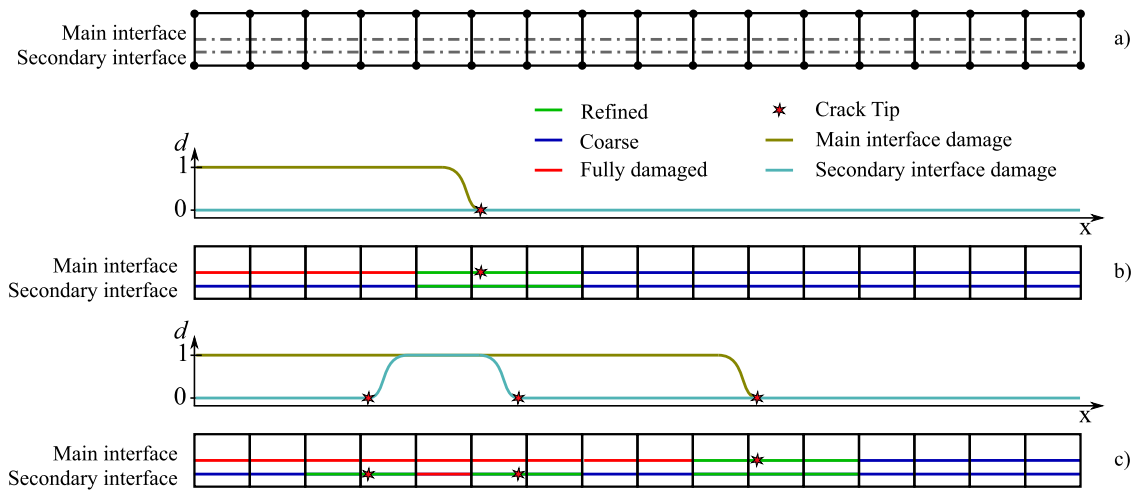 Main interface
Secondary interface
a)
Refined
Crack Tip
Coarse
Main interface damage
Fully damaged
Secondary interface damage
d
1
0
x
Main interface
Secondary interface
b)
d
1
0
x
Main interface
Secondary interface
c)